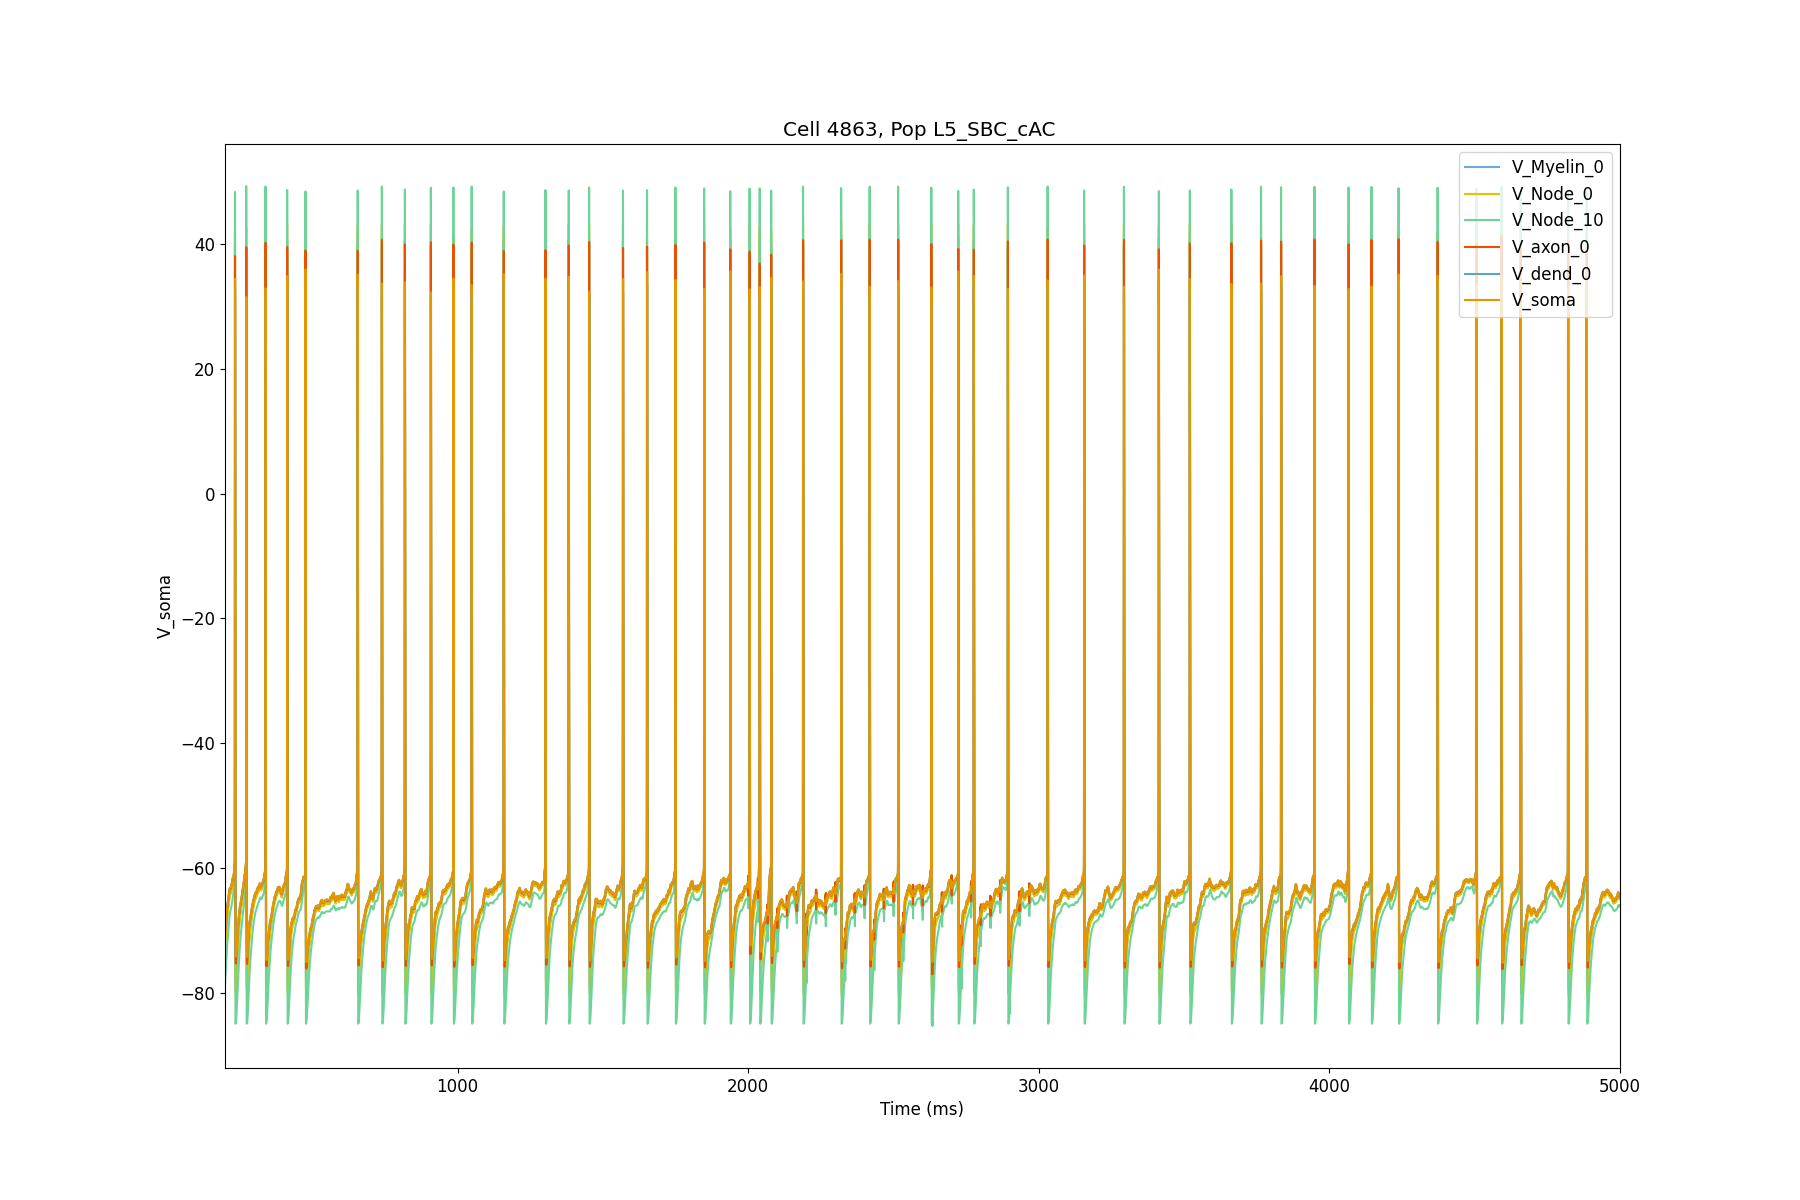 Cell 4863, Pop L5_SBC_cAC
V_Myelin_0
V_Node_0
V_Node_10
V_axon_0
V_dend_0
V_soma
40
20
0
−20
−40
−60
−80
V_soma
1000
2000
3000
4000
5000
Time (ms)